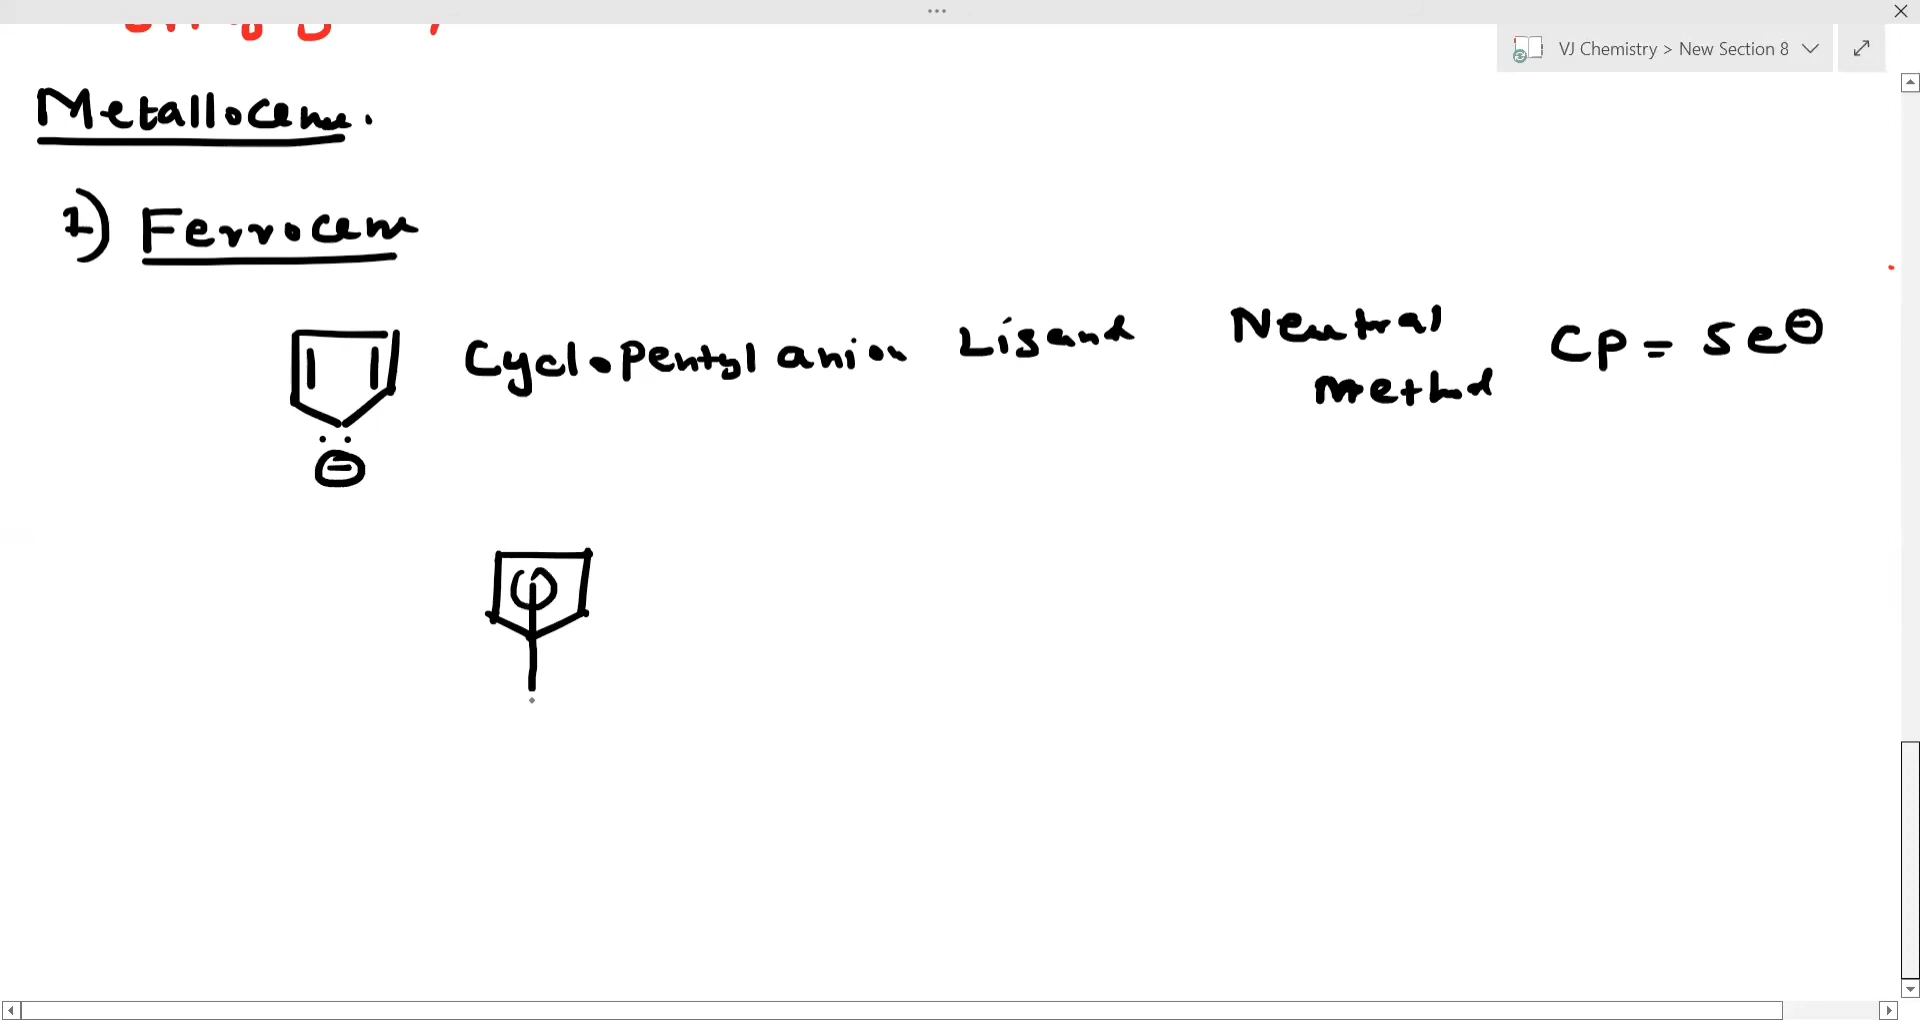 VJ Chemistry > New Section 8
Metallocene.
1) Ferrocene
Cyclopentyl anion Ligand
Neutral
method
CP = 5e⊖
⊖